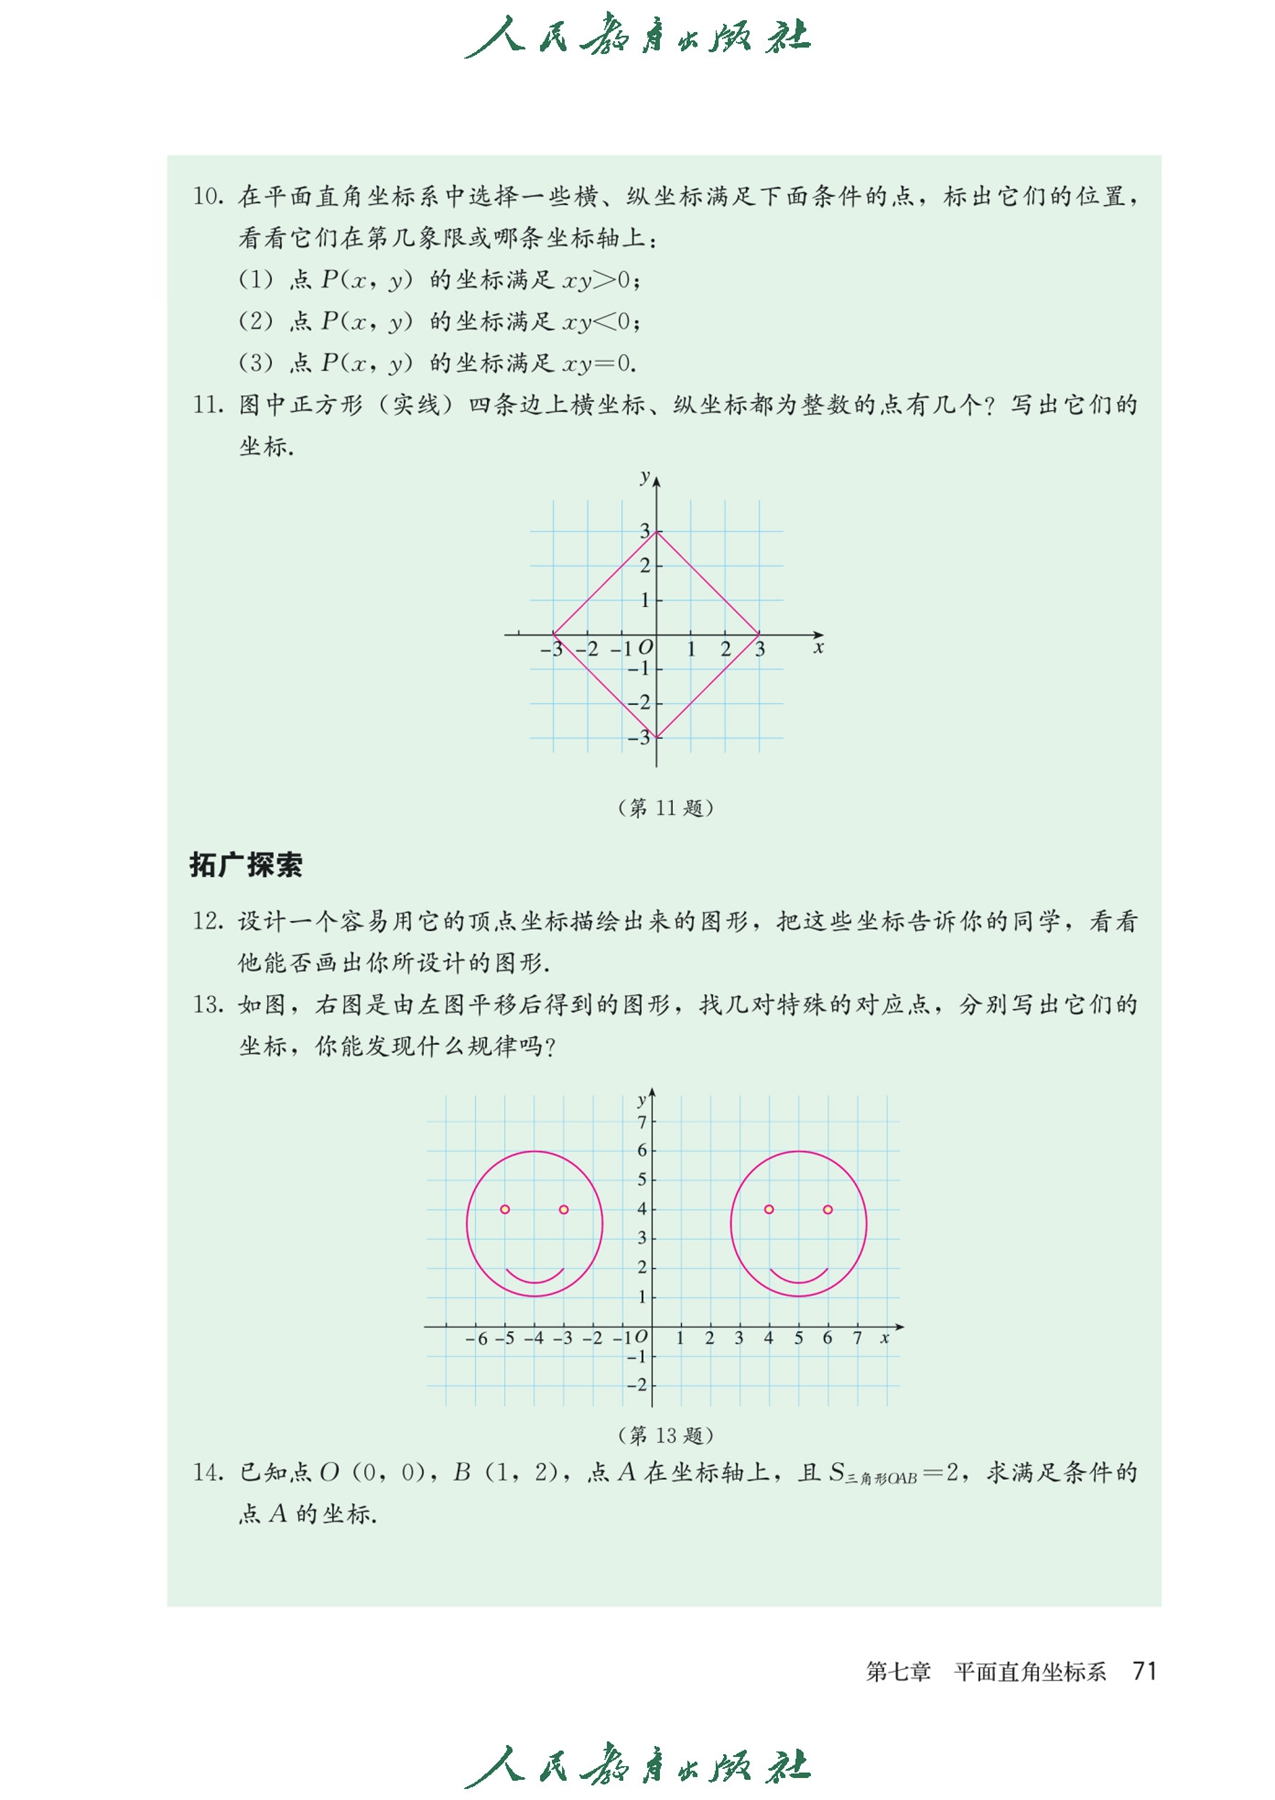 人民教育出版社
10. 在平面直角坐标系中选择一些横、纵坐标满足下面条件的点，标出它们的位置，
看看它们在第几象限或哪条坐标轴上：
（1）点 P(x，y) 的坐标满足 xy>0；
（2）点 P(x，y) 的坐标满足 xy<0；
（3）点 P(x，y) 的坐标满足 xy=0.
11. 图中正方形（实线）四条边上横坐标、纵坐标都为整数的点有几个？写出它们的
坐标.
y
3
2
1
-3 -2 -1 O 1 2 3 x
-1
-2
-3
（第 11 题）
拓广探索
12. 设计一个容易用它的顶点坐标描绘出来的图形，把这些坐标告诉你的同学，看看
他能否画出你所设计的图形.
13. 如图，右图是由左图平移后得到的图形，找几对特殊的对应点，分别写出它们的
坐标，你能发现什么规律吗？
y
7
6
5
4
3
2
1
-6 -5 -4 -3 -2 -1 O 1 2 3 4 5 6 7 x
-1
-2
（第 13 题）
14. 已知点 O（0，0），B（1，2），点 A 在坐标轴上，且 S三角形OAB=2，求满足条件的
点 A 的坐标.
第七章 平面直角坐标系 71
人民教育出版社